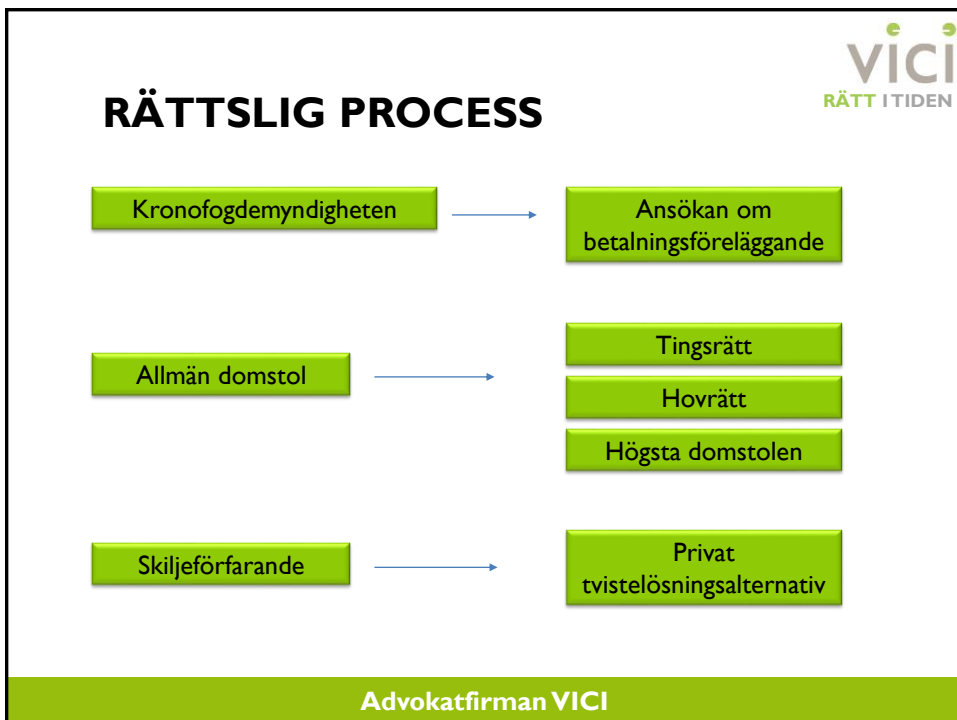 VICI
RÄTT I TIDEN
RÄTTSLIG PROCESS
Kronofogdemyndigheten
Ansökan om
betalningsföreläggande
Allmän domstol
Tingsrätt
Hovrätt
Högsta domstolen
Skiljeförfarande
Privat
tvistelösningsalternativ
Advokatfirman VICI